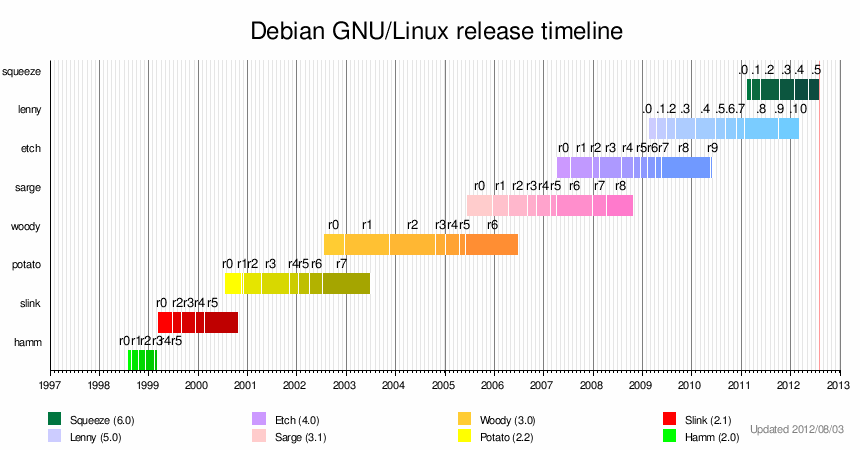 Debian GNU/Linux release timeline
squeeze
.0 .1 .2 .3 .4 .5
lenny
.0 .1 .2 .3 .4 .5 .6 .7 .8 .9 .10
etch
r0 r1 r2 r3 r4 r5 r6 r7 r8 r9
sarge
r0 r1 r2 r3 r4 r5 r6 r7 r8
woody
r0 r1 r2 r3 r4 r5 r6
potato
r0 r1 r2 r3 r4 r5 r6 r7
slink
r0 r2 r3 r4 r5
hamm
r0 r1 r2 r3 r4 r5
1997 1998 1999 2000 2001 2002 2003 2004 2005 2006 2007 2008 2009 2010 2011 2012 2013
Squeeze (6.0) Etch (4.0) Woody (3.0) Slink (2.1)
Lenny (5.0) Sarge (3.1) Potato (2.2) Hamm (2.0)
Updated 2012/08/03